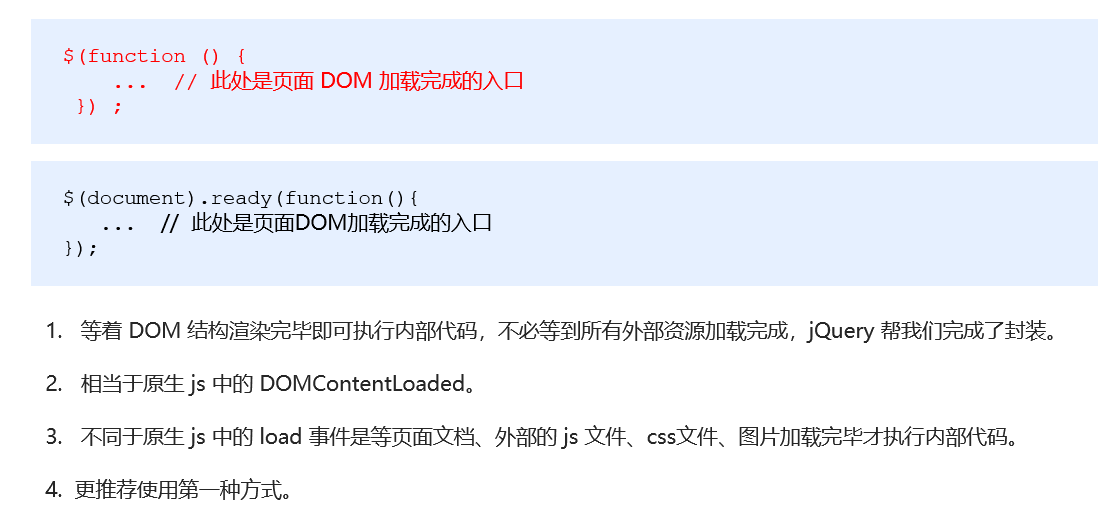 $(function () {
... // 此处是页面 DOM 加载完成的入口
}) ;
$(document).ready(function(){
... // 此处是页面DOM加载完成的入口
});
1. 等着 DOM 结构渲染完毕即可执行内部代码，不必等到所有外部资源加载完成，jQuery 帮我们完成了封装。
2. 相当于原生 js 中的 DOMContentLoaded。
3. 不同于原生 js 中的 load 事件是等页面文档、外部的 js 文件、css文件、图片加载完毕才执行内部代码。
4. 更推荐使用第一种方式。